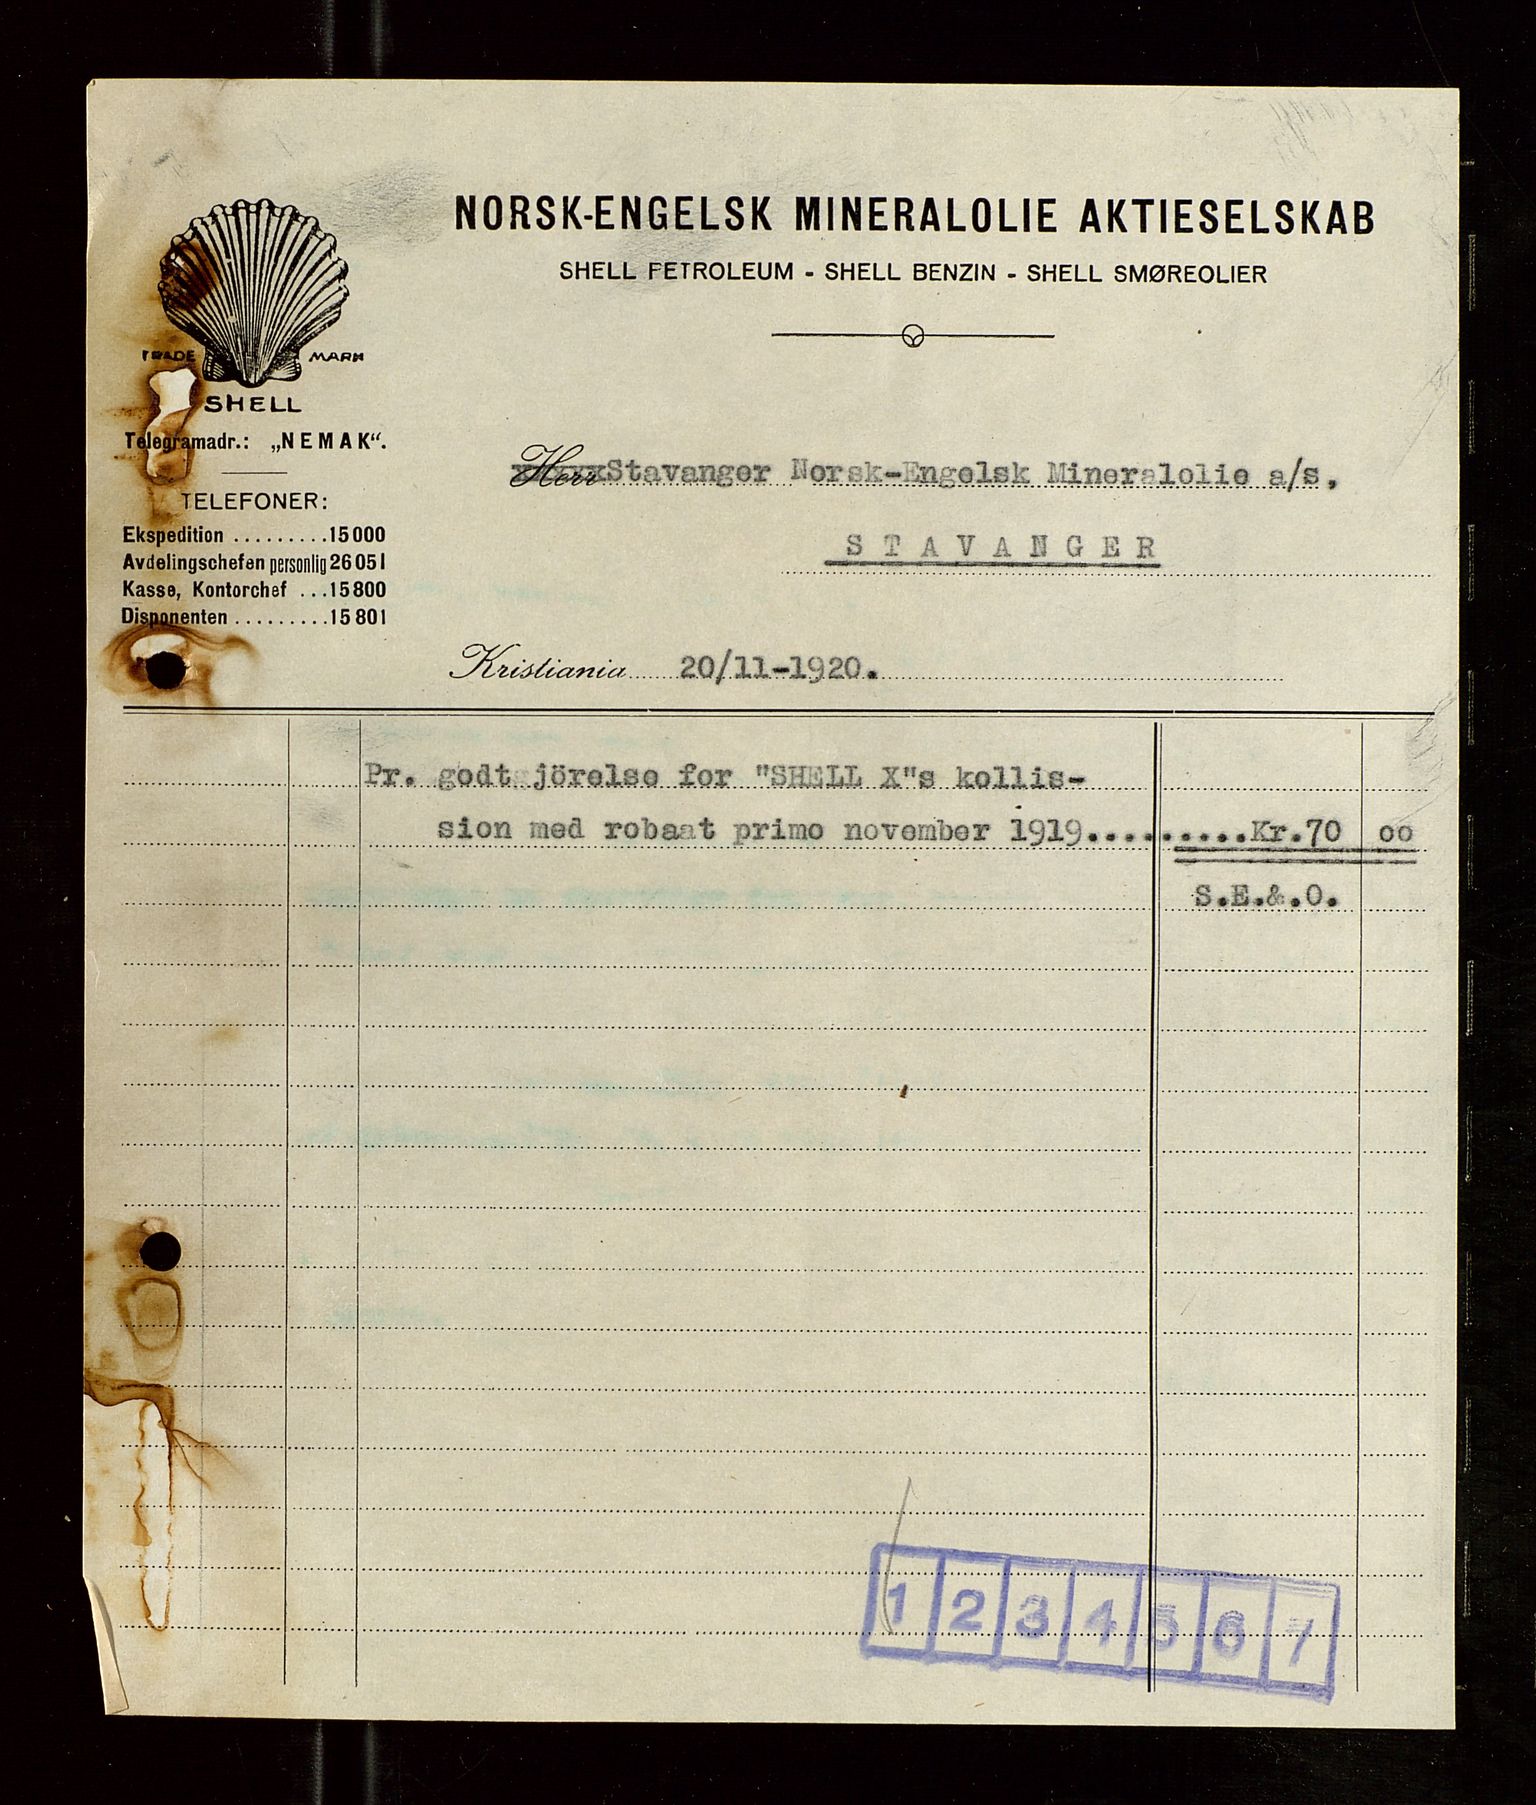 NORSK-ENGELSK MINERALOLIE AKTIESELSKAB
SHELL PETROLEUM - SHELL BENZIN - SHELL SMØREOLIER
TRADE MARK
SHELL
Telegramadr.: „NEMAK“.
TELEFONER:
Ekspedition .........15000
Avdelingschefen personlig 26051
Kasse, Kontorchef ...15800
Disponenten .........15801
Herr Stavanger Norsk-Engelsk Mineralolie a/s.
STAVANGER
Kristiania 20/11-1920.
Pr. godtgjörelse for "SHELL X"s kollis-
sion med robaat primo november 1919..........Kr.70 oo
S.E.&.O.
1 2 3 4 5 6 7